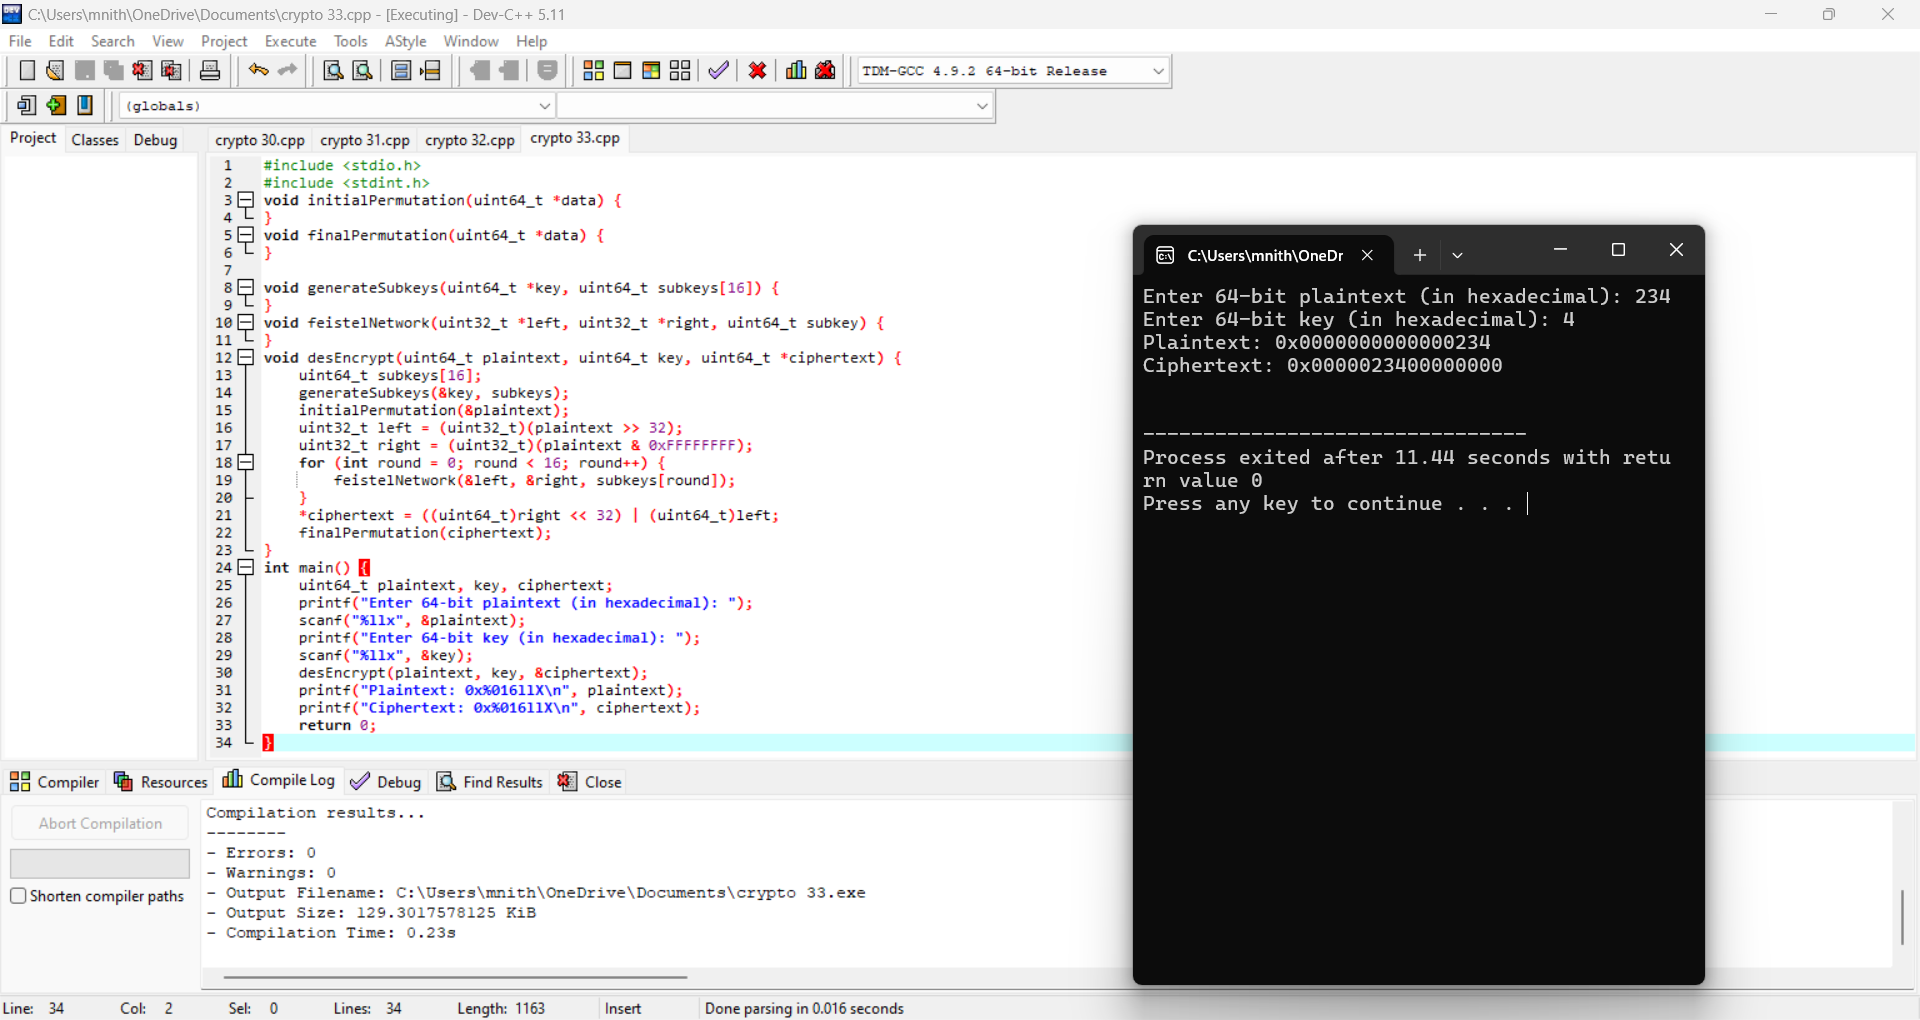 C:\Users\mnith\OneDrive\Documents\crypto 33.cpp - [Executing] - Dev-C++ 5.11
File Edit Search View Project Execute Tools AStyle Window Help
TDM-GCC 4.9.2 64-bit Release
(globals)
Project Classes Debug
crypto 30.cpp crypto 31.cpp crypto 32.cpp crypto 33.cpp
1 #include <stdio.h>
2 #include <stdint.h>
3 void initialPermutation(uint64_t *data) {
4 }
5 void finalPermutation(uint64_t *data) {
6 }
7
8 void generateSubkeys(uint64_t *key, uint64_t subkeys[16]) {
9 }
10 void feistelNetwork(uint32_t *left, uint32_t *right, uint64_t subkey) {
11 }
12 void desEncrypt(uint64_t plaintext, uint64_t key, uint64_t *ciphertext) {
13 uint64_t subkeys[16];
14 generateSubkeys(&key, subkeys);
15 initialPermutation(&plaintext);
16 uint32_t left = (uint32_t)(plaintext >> 32);
17 uint32_t right = (uint32_t)(plaintext & 0xFFFFFFFF);
18 for (int round = 0; round < 16; round++) {
19 feistelNetwork(&left, &right, subkeys[round]);
20 }
21 *ciphertext = ((uint64_t)right << 32) | (uint64_t)left;
22 finalPermutation(ciphertext);
23 }
24 int main() {
25 uint64_t plaintext, key, ciphertext;
26 printf("Enter 64-bit plaintext (in hexadecimal): ");
27 scanf("%llx", &plaintext);
28 printf("Enter 64-bit key (in hexadecimal): ");
29 scanf("%llx", &key);
30 desEncrypt(plaintext, key, &ciphertext);
31 printf("Plaintext: 0x%016llX\n", plaintext);
32 printf("Ciphertext: 0x%016llX\n", ciphertext);
33 return 0;
34 }
C:\Users\mnith\OneDr
Enter 64-bit plaintext (in hexadecimal): 234
Enter 64-bit key (in hexadecimal): 4
Plaintext: 0x0000000000000234
Ciphertext: 0x0000023400000000
--------------------------------
Process exited after 11.44 seconds with retu
rn value 0
Press any key to continue . . .
Compiler Resources Compile Log Debug Find Results Close
Abort Compilation
Shorten compiler paths
Compilation results...
--------
- Errors: 0
- Warnings: 0
- Output Filename: C:\Users\mnith\OneDrive\Documents\crypto 33.exe
- Output Size: 129.3017578125 KiB
- Compilation Time: 0.23s
Line: 34 Col: 2 Sel: 0 Lines: 34 Length: 1163 Insert Done parsing in 0.016 seconds